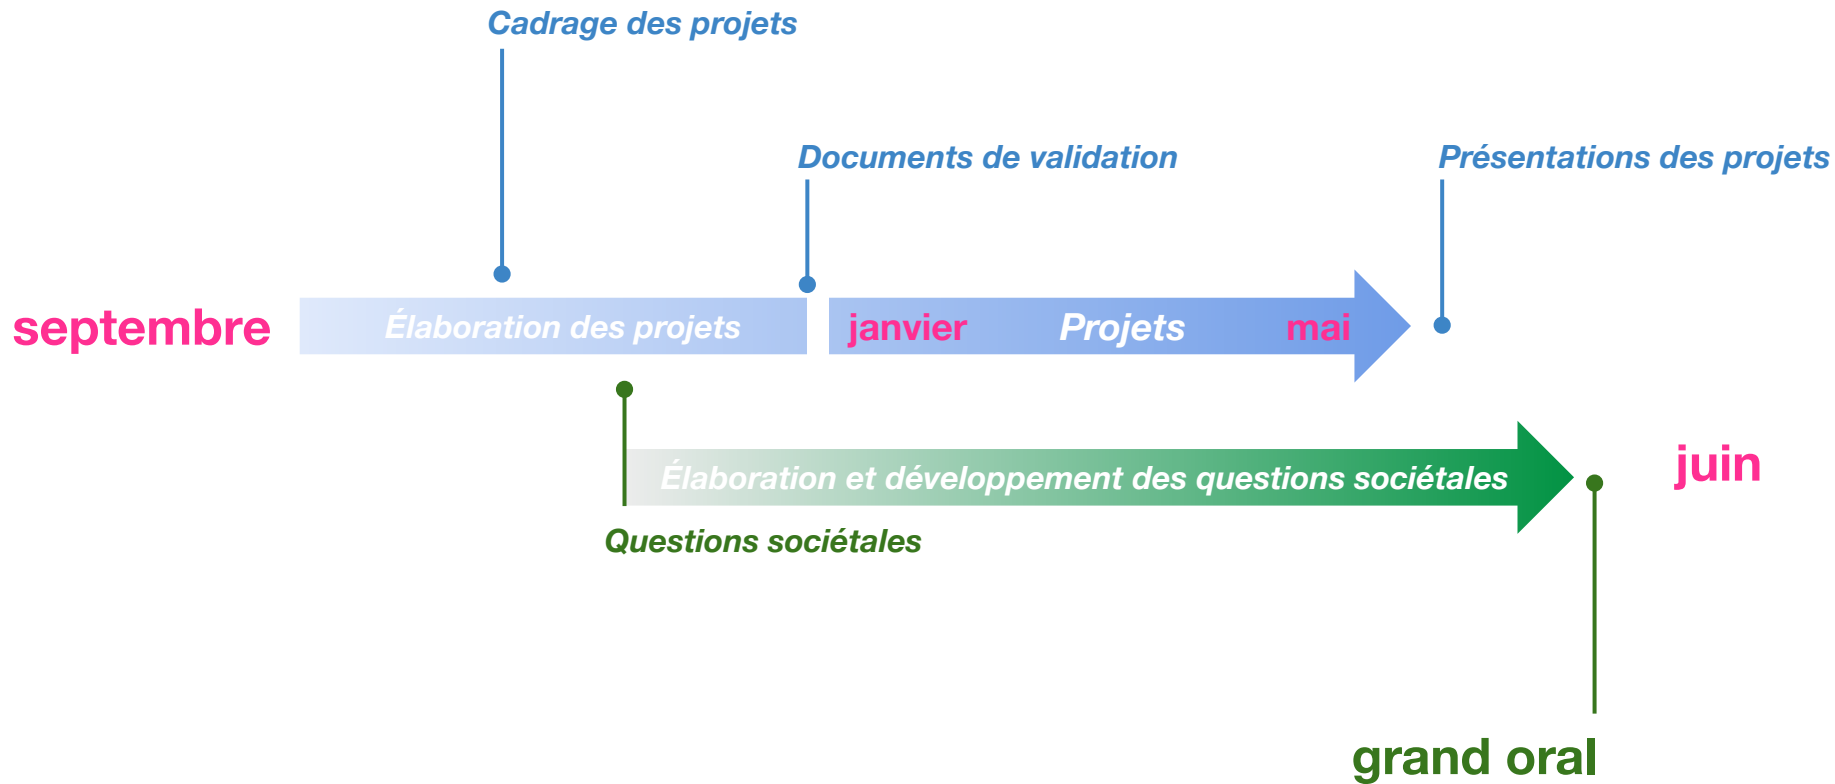 Cadrage des projets
Documents de validation
Présentations des projets
septembre
Élaboration des projets
janvier
Projets
mai
Élaboration et développement des questions sociétales
juin
Questions sociétales
grand oral